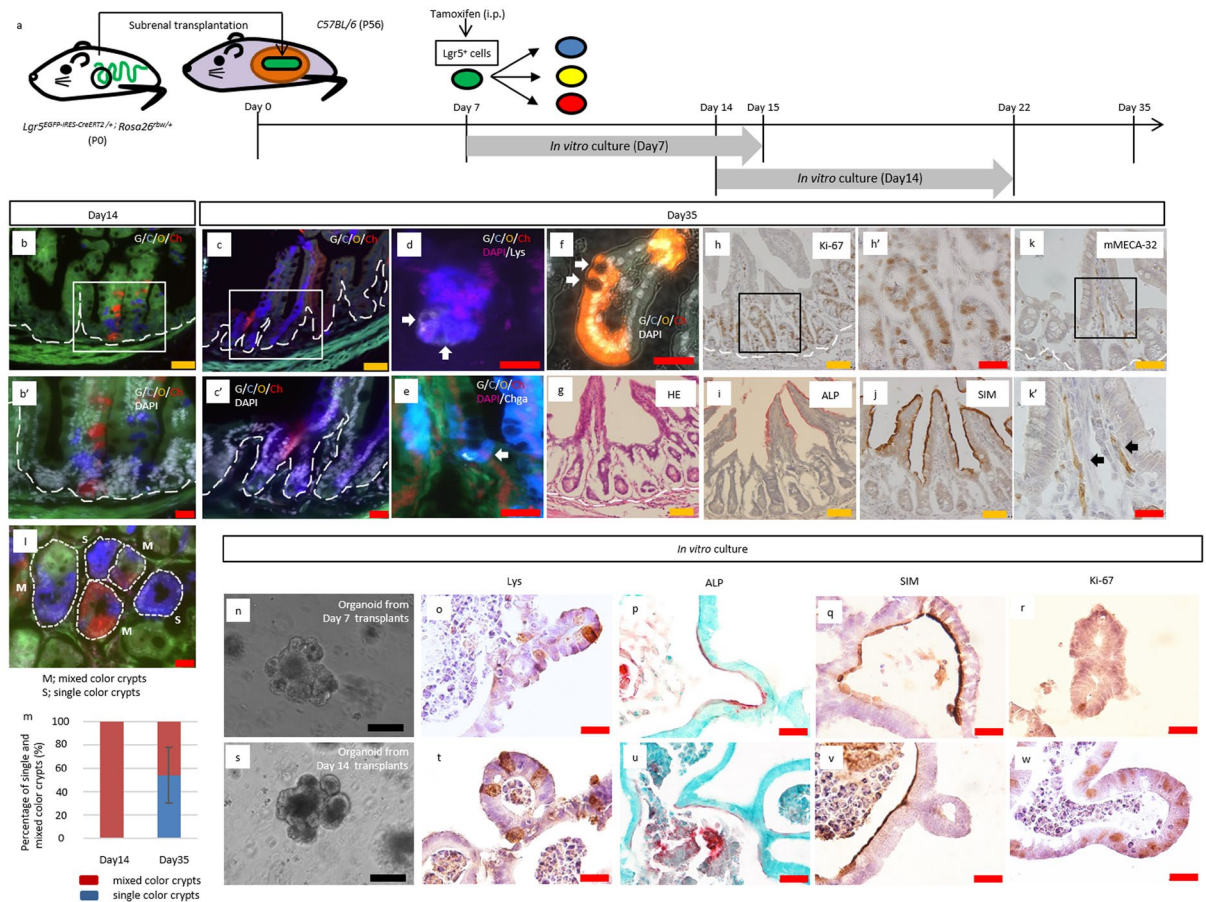 a
Subrenal transplantation
C57BL/6 (P56)
Tamoxifen (i.p.)
Lgr5⁺ cells
Lgr5^EGFP-IRES-CreERT2 /+; Rosa26^rbw/+
(P0)
Day 0
Day 7
Day 14
Day 15
Day 22
Day 35
In vitro culture (Day7)
In vitro culture (Day14)
Day14
Day35
b
G/C/O/Ch
c
G/C/O/Ch
d
G/C/O/Ch
DAPI/Lys
f
G/C/O/Ch
DAPI
h
Ki-67
h’
k
mMECA-32
b’
G/C/O/Ch
DAPI
c’
G/C/O/Ch
DAPI
e
G/C/O/Ch
DAPI/Chga
g
HE
i
ALP
j
SIM
k’
l
S
M
M
S
M
M; mixed color crypts
S; single color crypts
m
Percentage of single and
mixed color crypts (%)
100
80
60
40
20
0
Day14
Day35
mixed color crypts
single color crypts
In vitro culture
Lys
ALP
SIM
Ki-67
n
Organoid from
Day 7 transplants
o
p
q
r
s
Organoid from
Day 14 transplants
t
u
v
w